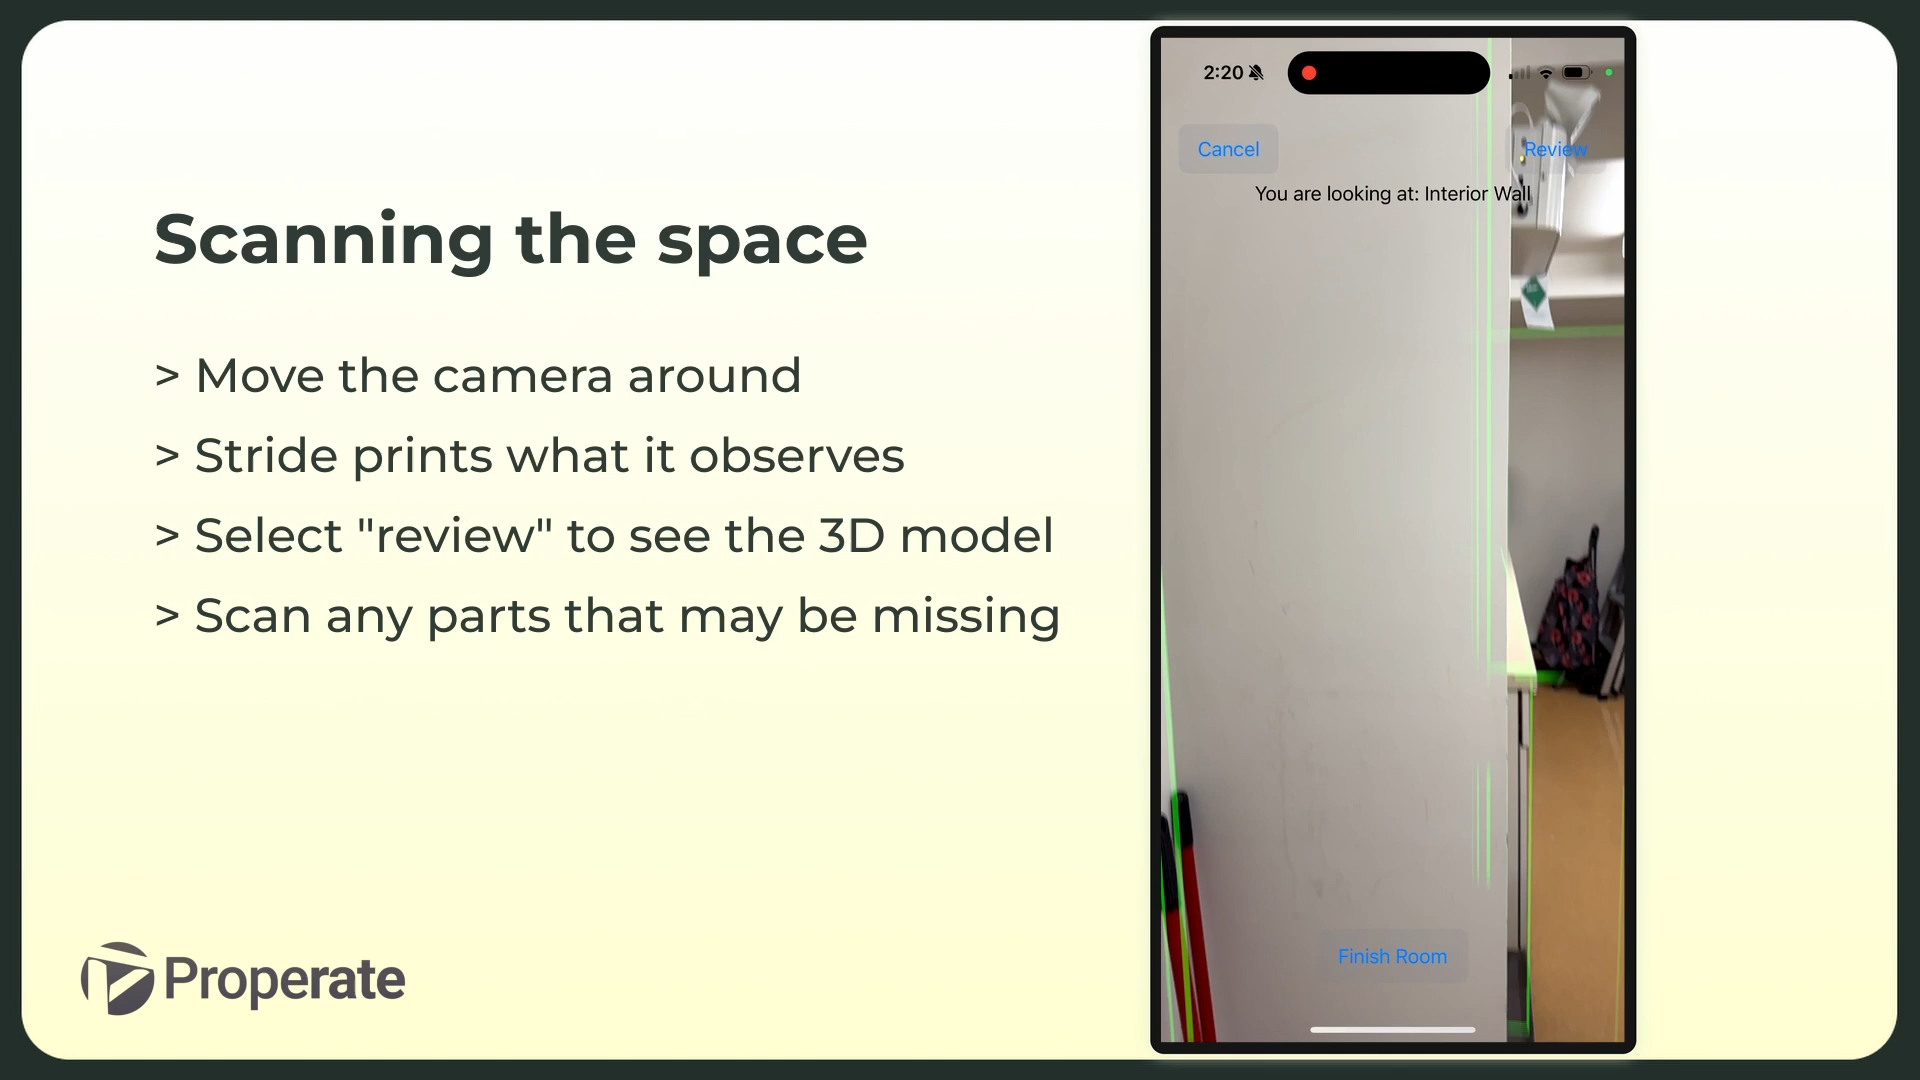 Scanning the space
> Move the camera around
> Stride prints what it observes
> Select "review" to see the 3D model
> Scan any parts that may be missing
Properate
2:20
Cancel
Review
You are looking at: Interior Wall
Finish Room